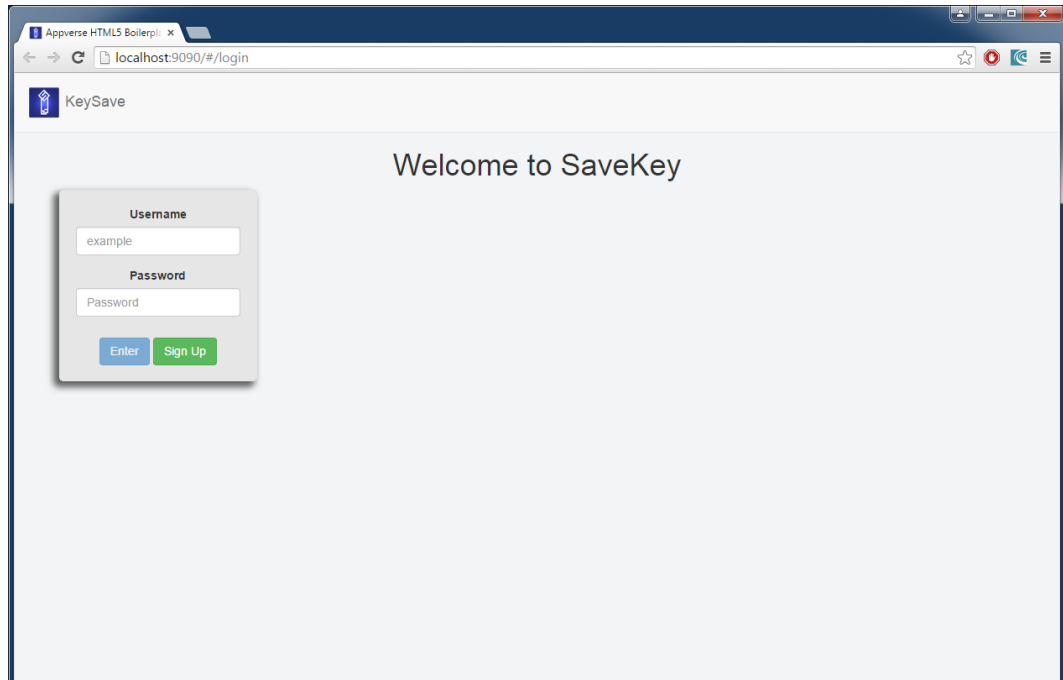 Appverse HTML5 Boilerpla
localhost:9090/#/login
KeySave
Welcome to SaveKey
Username
example
Password
Password
Enter Sign Up